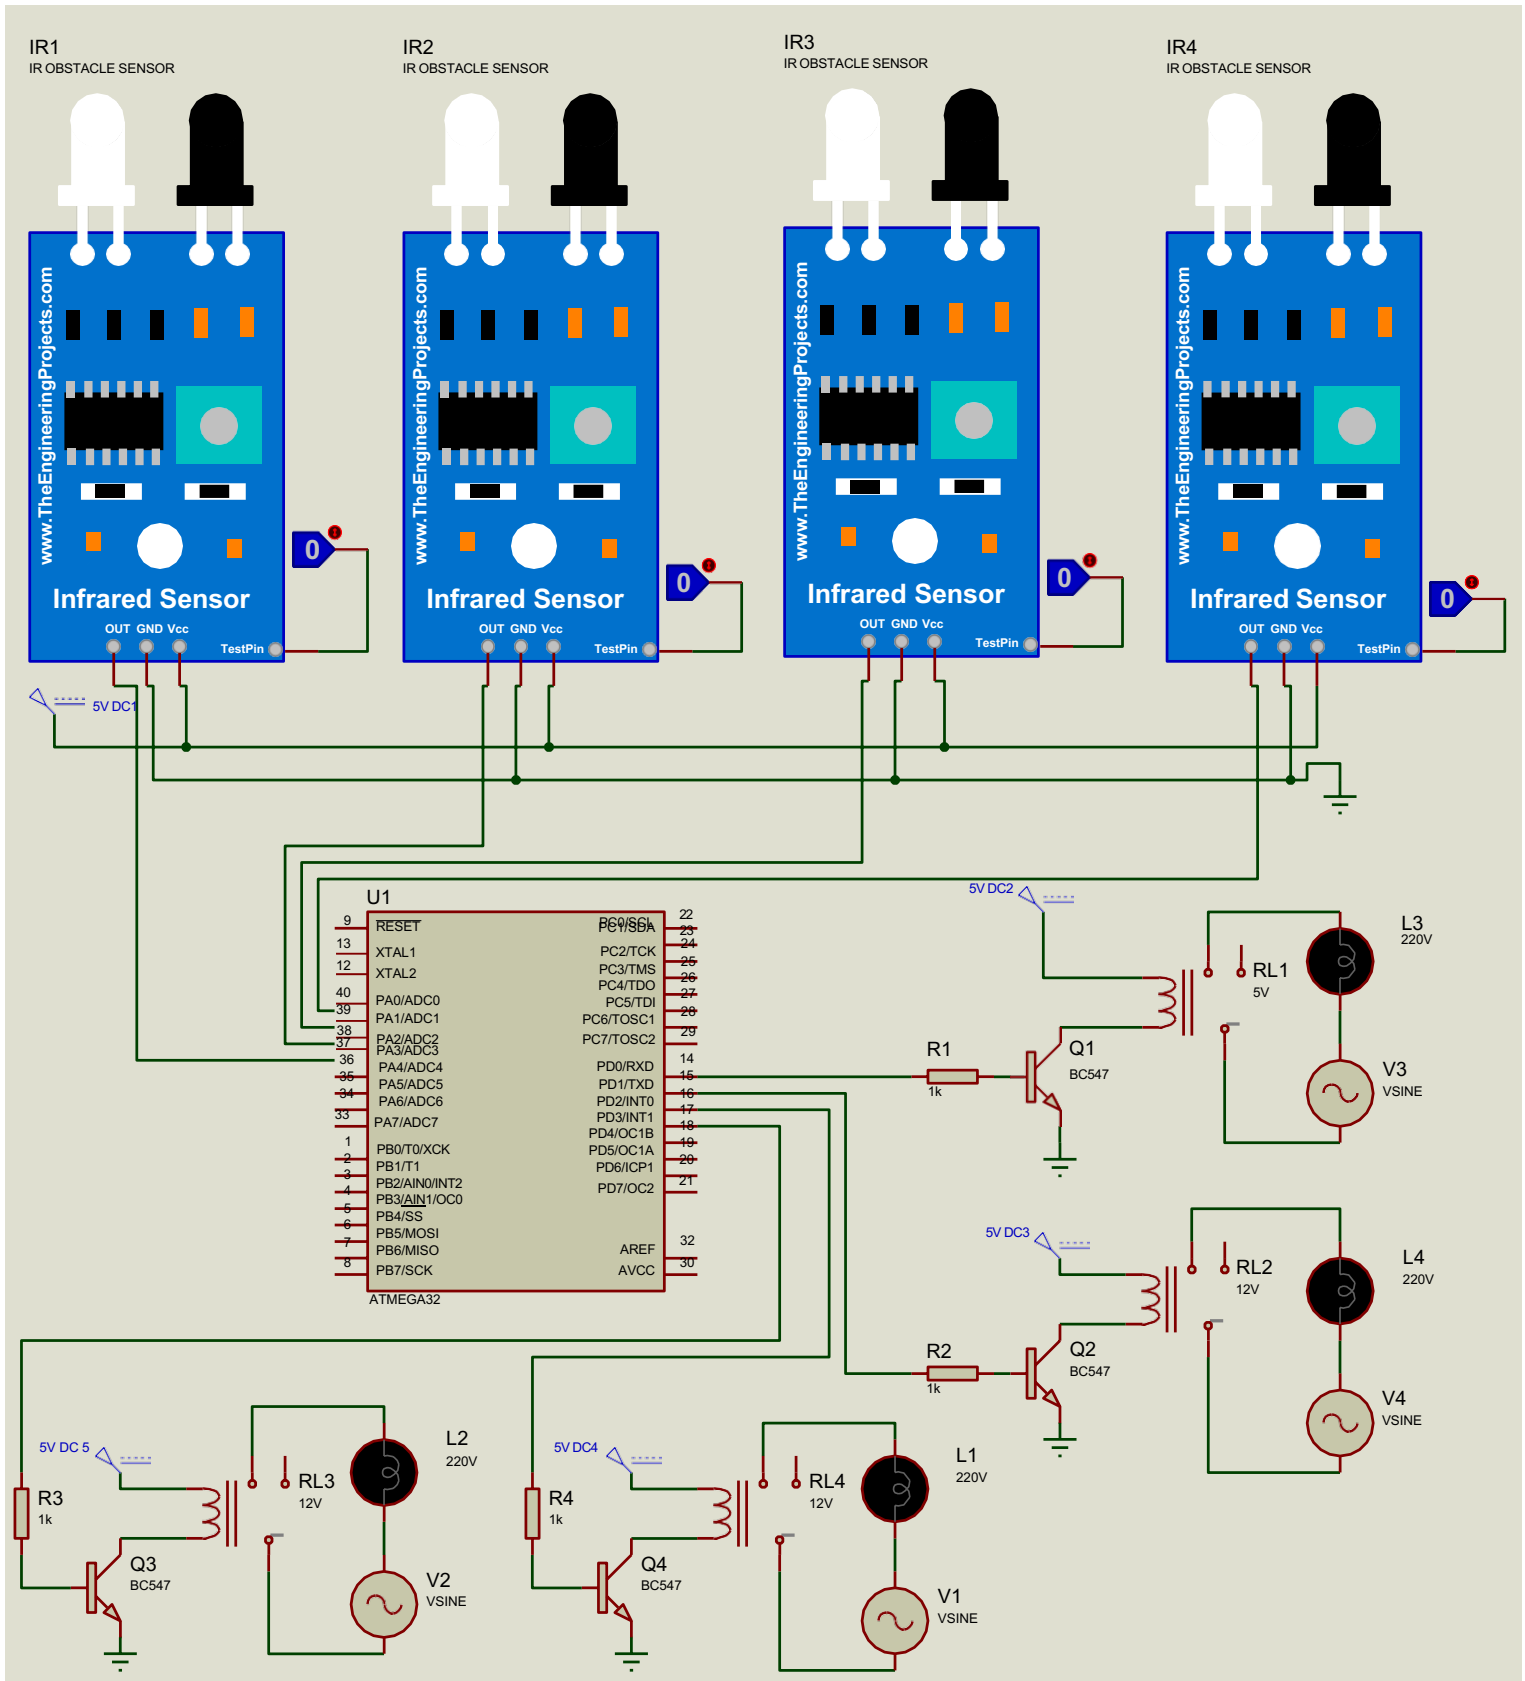 IR1
IR OBSTACLE SENSOR
IR2
IR OBSTACLE SENSOR
IR3
IR OBSTACLE SENSOR
IR4
IR OBSTACLE SENSOR
www.TheEngineeringProjects.com
Infrared Sensor
OUT GND Vcc
TestPin
0
www.TheEngineeringProjects.com
Infrared Sensor
OUT GND Vcc
TestPin
0
www.TheEngineeringProjects.com
Infrared Sensor
OUT GND Vcc
TestPin
0
www.TheEngineeringProjects.com
Infrared Sensor
OUT GND Vcc
TestPin
0
5V DC1
U1
9 RESET
13 XTAL1
12 XTAL2
40 PA0/ADC0
39 PA1/ADC1
38 PA2/ADC2
37 PA3/ADC3
36 PA4/ADC4
35 PA5/ADC5
34 PA6/ADC6
33 PA7/ADC7
1 PB0/T0/XCK
2 PB1/T1
3 PB2/AIN0/INT2
4 PB3/AIN1/OC0
5 PB4/SS
6 PB5/MOSI
7 PB6/MISO
8 PB7/SCK
PC0/SCL 22
PC1/SDA 23
PC2/TCK 24
PC3/TMS 25
PC4/TDO 26
PC5/TDI 27
PC6/TOSC1 28
PC7/TOSC2 29
PD0/RXD 14
PD1/TXD 15
PD2/INT0 16
PD3/INT1 17
PD4/OC1B 18
PD5/OC1A 19
PD6/ICP1 20
PD7/OC2 21
AREF 32
AVCC 30
ATMEGA32
5V DC2
RL1
5V
L3
220V
R1
1k
Q1
BC547
V3
VSINE
5V DC3
RL2
12V
L4
220V
R2
1k
Q2
BC547
V4
VSINE
5V DC 5
R3
1k
RL3
12V
L2
220V
Q3
BC547
V2
VSINE
5V DC4
R4
1k
RL4
12V
L1
220V
Q4
BC547
V1
VSINE